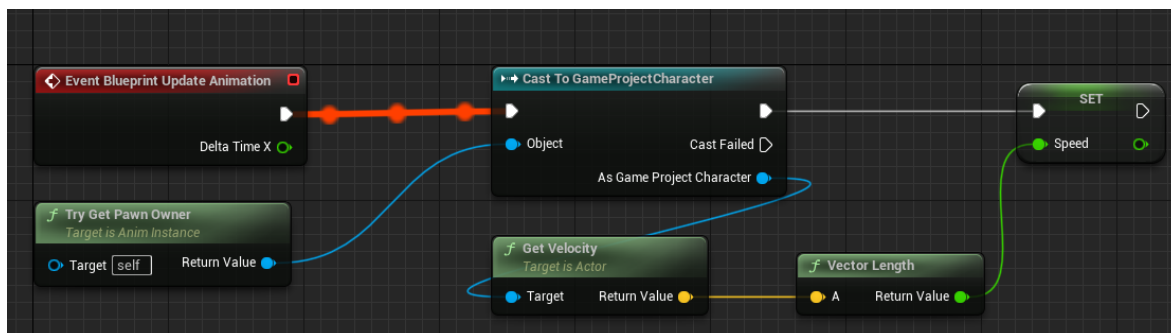 Event Blueprint Update Animation
Delta Time X
Cast To GameProjectCharacter
Object
Cast Failed
As Game Project Character
SET
Speed
f Try Get Pawn Owner
Target is Anim Instance
Target self
Return Value
f Get Velocity
Target is Actor
Target
Return Value
f Vector Length
A
Return Value